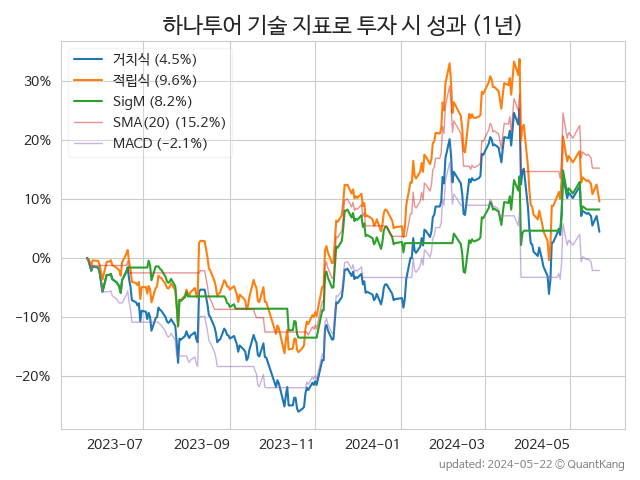 하나투어 기술 지표로 투자 시 성과 (1년)
거치식 (4.5%)
적립식 (9.6%)
SigM (8.2%)
SMA(20) (15.2%)
MACD (−2.1%)
30%
20%
10%
0%
−10%
−20%
2023−07 2023−09 2023−11 2024−01 2024−03 2024−05
updated: 2024−05−22 © QuantKang